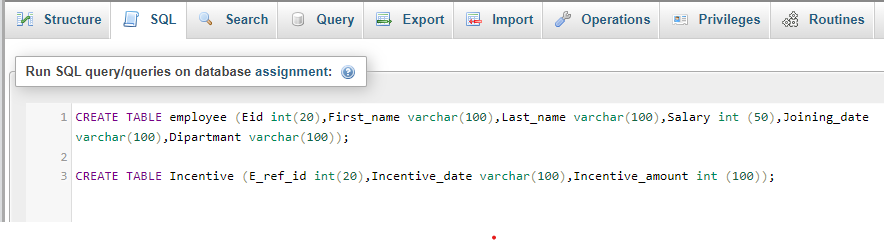 Structure SQL Search Query Export Import Operations Privileges Routines
Run SQL query/queries on database assignment:
1 CREATE TABLE employee (Eid int(20),First_name varchar(100),Last_name varchar(100),Salary int (50),Joining_date
varchar(100),Dipartmant varchar(100));
2
3 CREATE TABLE Incentive (E_ref_id int(20),Incentive_date varchar(100),Incentive_amount int (100));